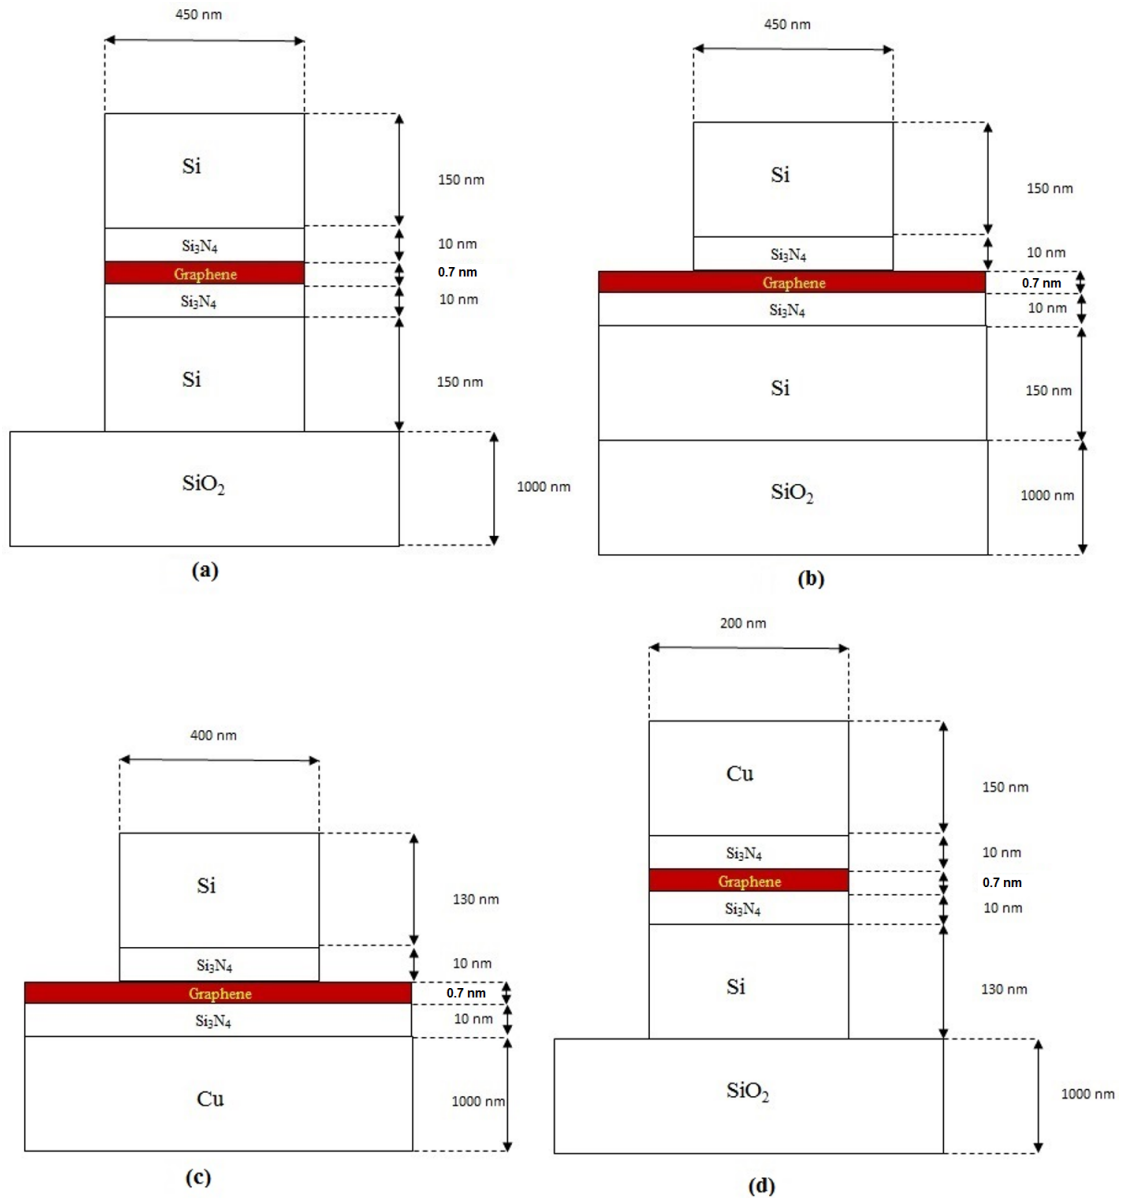 450 nm
Si
150 nm
Si₃N₄
10 nm
Graphene
0.7 nm
Si₃N₄
10 nm
Si
150 nm
SiO₂
1000 nm
(a)
450 nm
Si
150 nm
Si₃N₄
10 nm
Graphene
0.7 nm
Si₃N₄
10 nm
Si
150 nm
SiO₂
1000 nm
(b)
400 nm
Si
130 nm
Si₃N₄
10 nm
Graphene
0.7 nm
Si₃N₄
10 nm
Cu
1000 nm
(c)
200 nm
Cu
150 nm
Si₃N₄
10 nm
Graphene
0.7 nm
Si₃N₄
10 nm
Si
130 nm
SiO₂
1000 nm
(d)